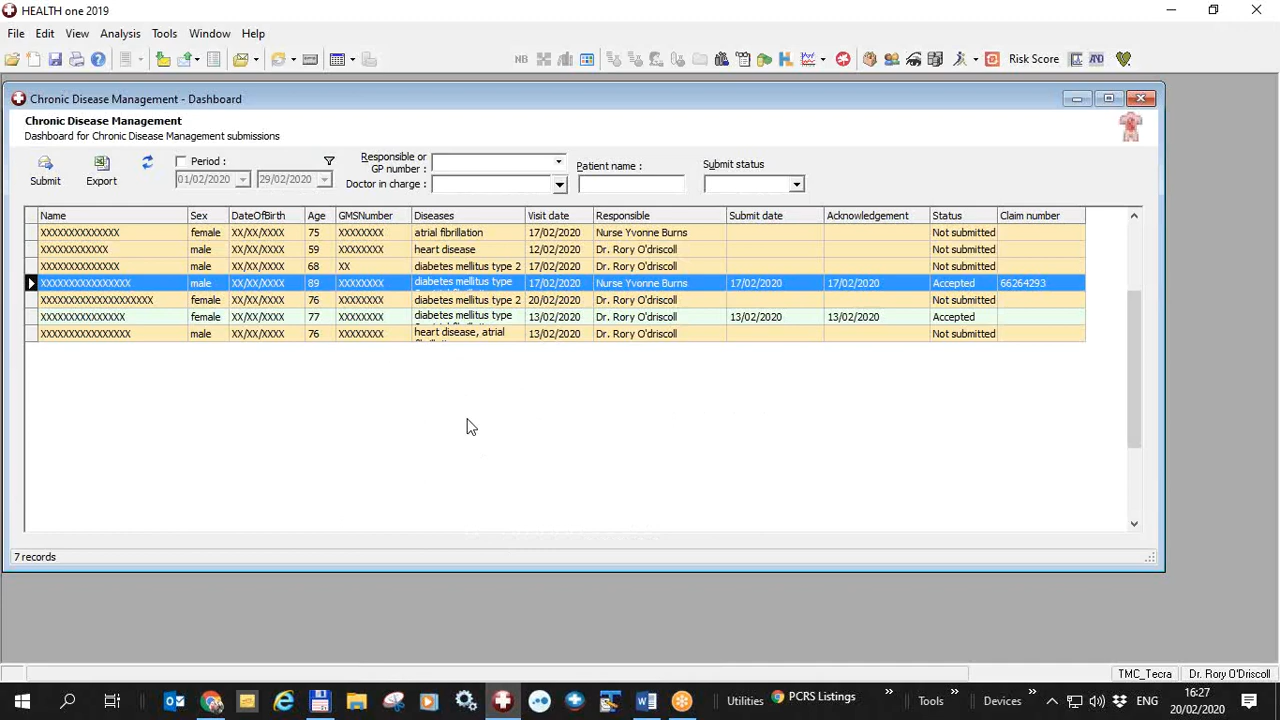 HEALTH one 2019
File Edit View Analysis Tools Window Help
NB Risk Score AND
Chronic Disease Management - Dashboard
Chronic Disease Management
Dashboard for Chronic Disease Management submissions
Submit Export Period : 01/02/2020 29/02/2020 Responsible or GP number : Doctor in charge : Patient name : Submit status
Name Sex DateOfBirth Age GMSNumber Diseases Visit date Responsible Submit date Acknowledgement Status Claim number
XXXXXXXXXXXXXX female XX/XX/XXXX 75 XXXXXXXX atrial fibrillation 17/02/2020 Nurse Yvonne Burns Not submitted
XXXXXXXXXXXX male XX/XX/XXXX 59 XXXXXXXX heart disease 12/02/2020 Dr. Rory O'driscoll Not submitted
XXXXXXXXXXXXXX male XX/XX/XXXX 68 XX diabetes mellitus type 2 17/02/2020 Dr. Rory O'driscoll Not submitted
XXXXXXXXXXXXXXXX male XX/XX/XXXX 89 XXXXXXXX diabetes mellitus type 17/02/2020 Nurse Yvonne Burns 17/02/2020 17/02/2020 Accepted 66264293
XXXXXXXXXXXXXXXXXXXX female XX/XX/XXXX 76 XXXXXXXX diabetes mellitus type 2 20/02/2020 Dr. Rory O'driscoll Not submitted
XXXXXXXXXXXXXXX female XX/XX/XXXX 77 XXXXXXXX diabetes mellitus type 13/02/2020 Dr. Rory O'driscoll 13/02/2020 13/02/2020 Accepted
XXXXXXXXXXXXXXXX male XX/XX/XXXX 76 XXXXXXXX heart disease, atrial 13/02/2020 Dr. Rory O'driscoll Not submitted
7 records
TMC_Tecra Dr. Rory O'Driscoll
Utilities PCRS Listings Tools Devices ENG 16:27
20/02/2020